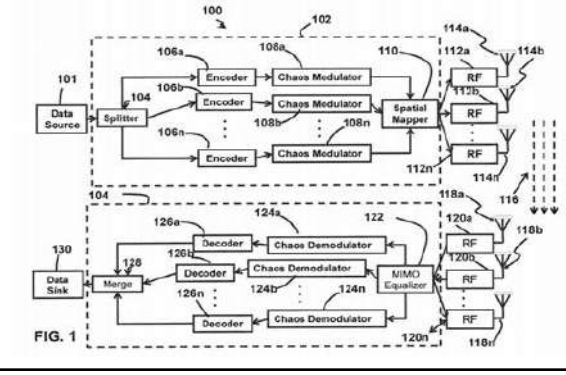 100
102
106a
108a
110
112a
114a
114b
101
106b
Encoder
Chaos Modulator
RF
104
112b
Data Source
Splitter
Encoder
Chaos Modulator
Spatial Mapper
RF
106n
108b
108n
Encoder
Chaos Modulator
RF
112n
114n
104
116
118a
126a
124a
122
120a
118b
130
126b
Decoder
Chaos Demodulator
RF
120b
128
Data Sink
Merge
Decoder
Chaos Demodulator
MIMO Equalizer
RF
126n
124b
124n
Decoder
Chaos Demodulator
RF
FIG. 1
120n
118n